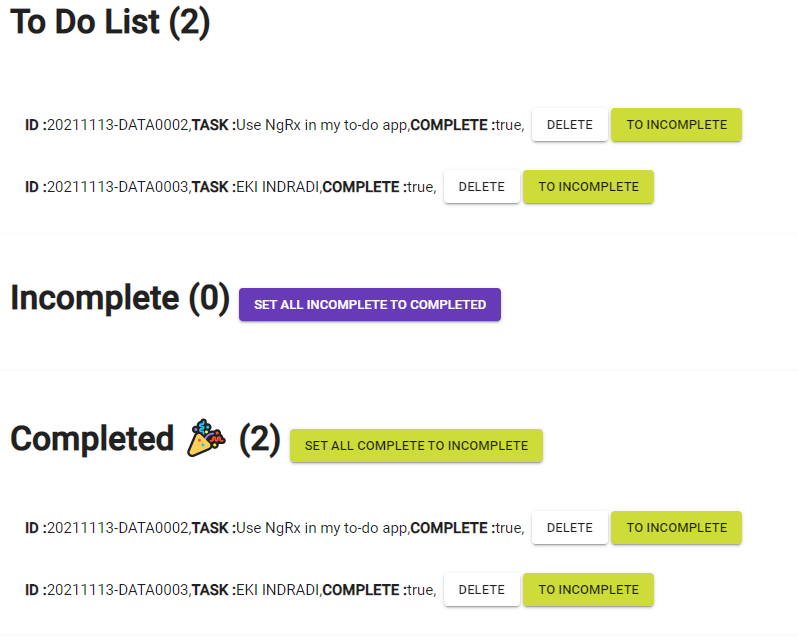 To Do List (2)
ID :20211113-DATA0002,TASK :Use NgRx in my to-do app,COMPLETE :true, DELETE TO INCOMPLETE
ID :20211113-DATA0003,TASK :EKI INDRADI,COMPLETE :true, DELETE TO INCOMPLETE
Incomplete (0) SET ALL INCOMPLETE TO COMPLETED
Completed 🎉 (2) SET ALL COMPLETE TO INCOMPLETE
ID :20211113-DATA0002,TASK :Use NgRx in my to-do app,COMPLETE :true, DELETE TO INCOMPLETE
ID :20211113-DATA0003,TASK :EKI INDRADI,COMPLETE :true, DELETE TO INCOMPLETE